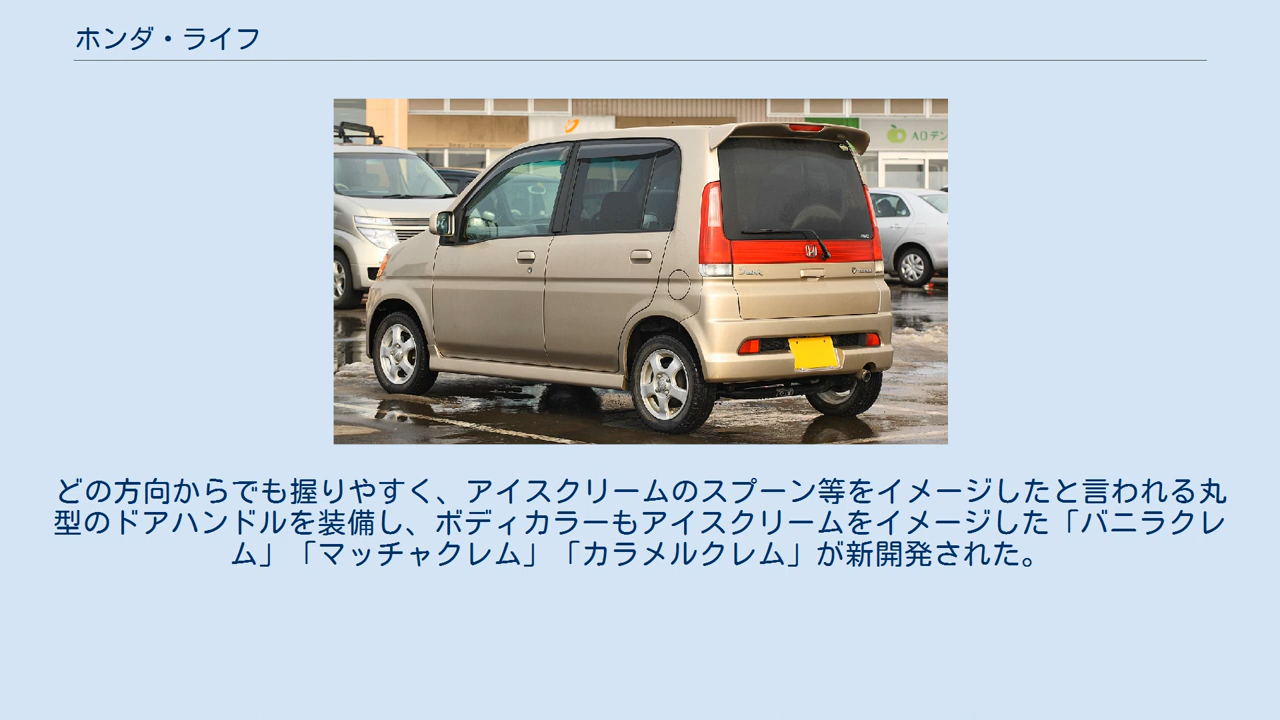 ホンダ・ライフ
AOデン
どの方向からでも握りやすく、アイスクリームのスプーン等をイメージしたと言われる丸
型のドアハンドルを装備し、ボディカラーもアイスクリームをイメージした「バニラクレ
ム」「マッチャクレム」「カラメルクレム」が新開発された。